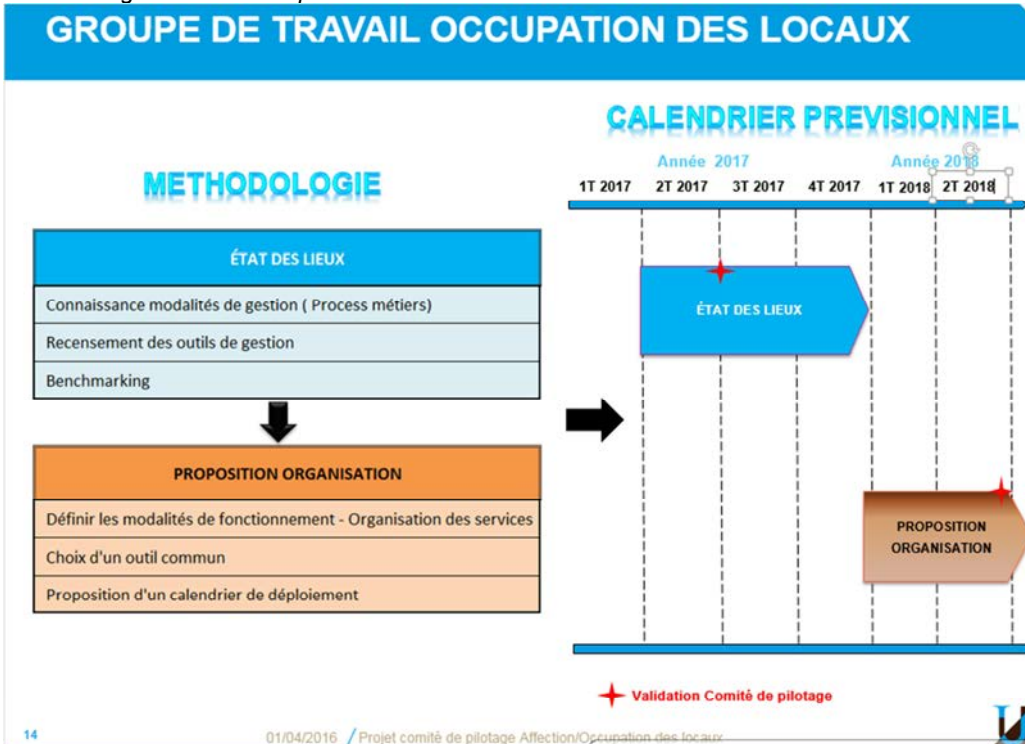 GROUPE DE TRAVAIL OCCUPATION DES LOCAUX
CALENDRIER PREVISIONNEL
Année 2017
Année 2018
1T 2017
2T 2017
3T 2017
4T 2017
1T 2018
2T 2018
METHODOLOGIE
ÉTAT DES LIEUX
Connaissance modalités de gestion ( Process métiers)
Recensement des outils de gestion
Benchmarking
PROPOSITION ORGANISATION
Définir les modalités de fonctionnement - Organisation des services
Choix d'un outil commun
Proposition d'un calendrier de déploiement
ÉTAT DES LIEUX
PROPOSITION
ORGANISATION
Validation Comité de pilotage
14
01/04/2016 / Projet comité de pilotage Affection/Occupation des locaux